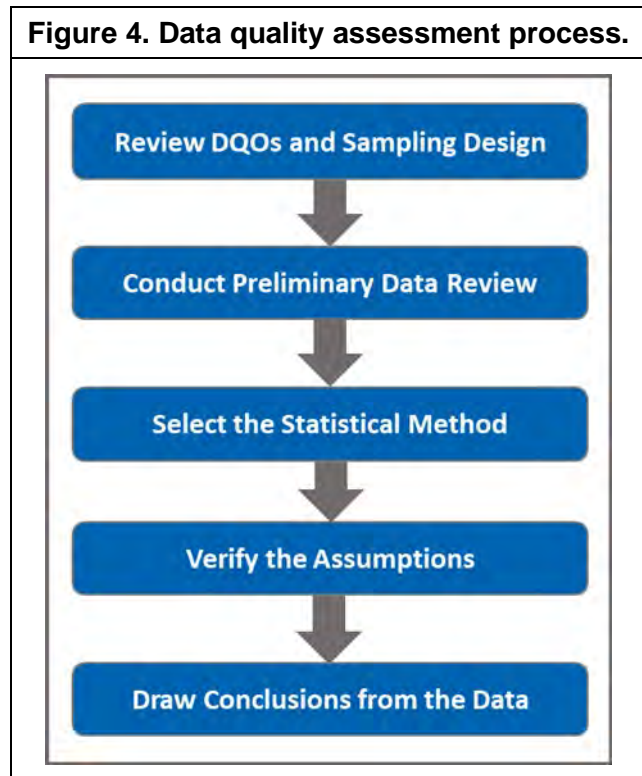 Figure 4. Data quality assessment process.
Review DQOs and Sampling Design
Conduct Preliminary Data Review
Select the Statistical Method
Verify the Assumptions
Draw Conclusions from the Data